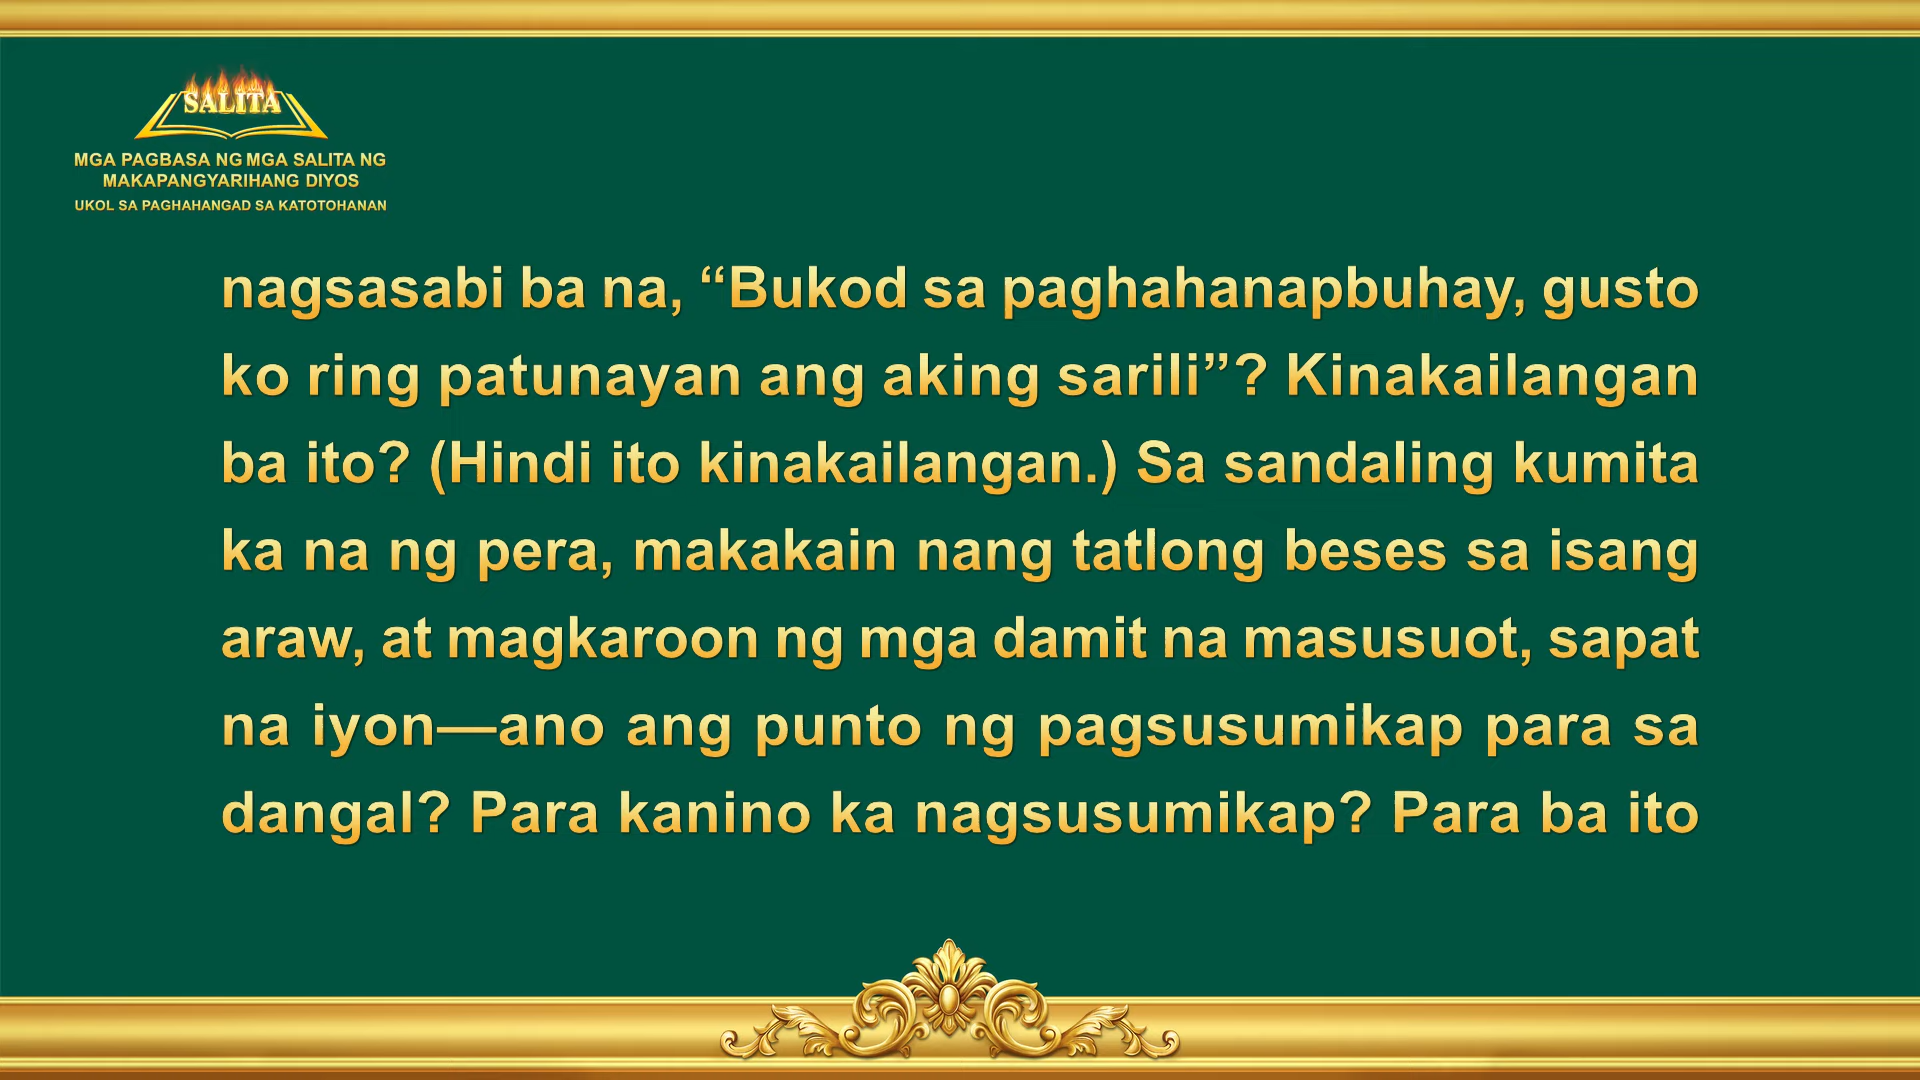 SALITA
MGA PAGBASA NG MGA SALITA NG
MAKAPANGYARIHANG DIYOS
UKOL SA PAGHAHANGAD SA KATOTOHANAN
nagsasabi ba na, “Bukod sa paghahanapbuhay, gusto
ko ring patunayan ang aking sarili”? Kinakailangan
ba ito? (Hindi ito kinakailangan.) Sa sandaling kumita
ka na ng pera, makakain nang tatlong beses sa isang
araw, at magkaroon ng mga damit na masusuot, sapat
na iyon—ano ang punto ng pagsusumikap para sa
dangal? Para kanino ka nagsusumikap? Para ba ito